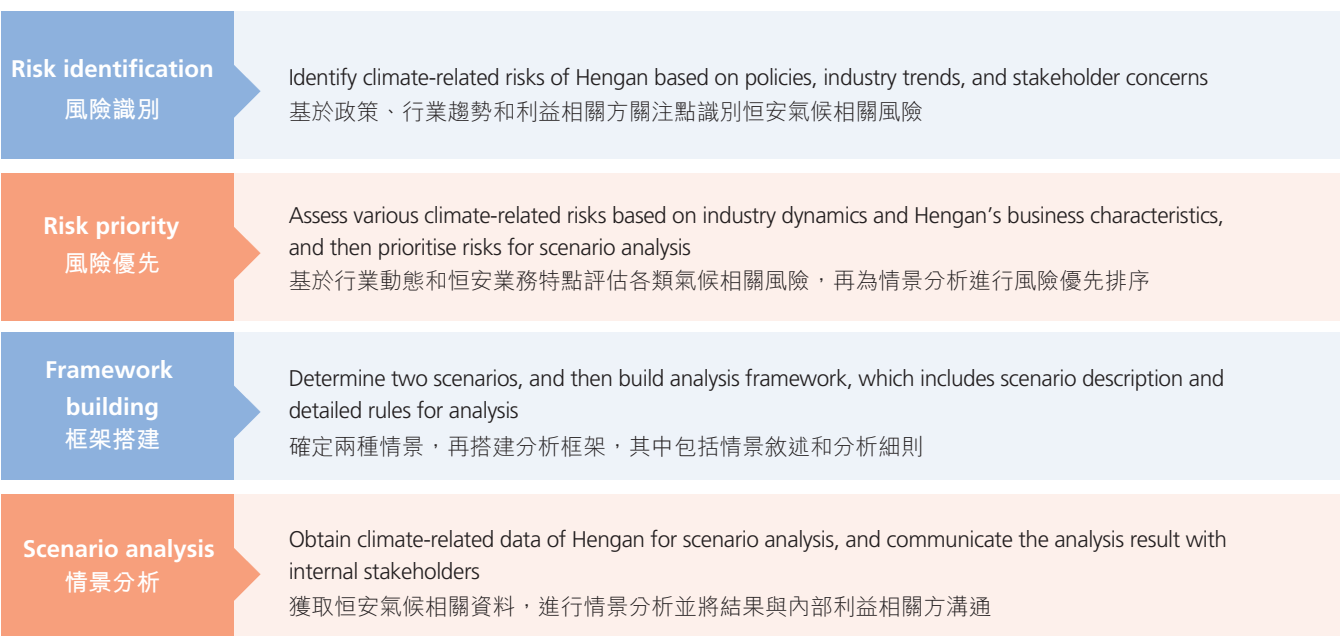 Risk identification
風險識別
Identify climate-related risks of Hengan based on policies, industry trends, and stakeholder concerns
基於政策、行業趨勢和利益相關方關注點識別恒安氣候相關風險
Risk priority
風險優先
Assess various climate-related risks based on industry dynamics and Hengan's business characteristics,
and then prioritise risks for scenario analysis
基於行業動態和恒安業務特點評估各類氣候相關風險，再為情景分析進行風險優先排序
Framework
building
框架搭建
Determine two scenarios, and then build analysis framework, which includes scenario description and
detailed rules for analysis
確定兩種情景，再搭建分析框架，其中包括情景敘述和分析細則
Scenario analysis
情景分析
Obtain climate-related data of Hengan for scenario analysis, and communicate the analysis result with
internal stakeholders
獲取恒安氣候相關資料，進行情景分析並將結果與內部利益相關方溝通